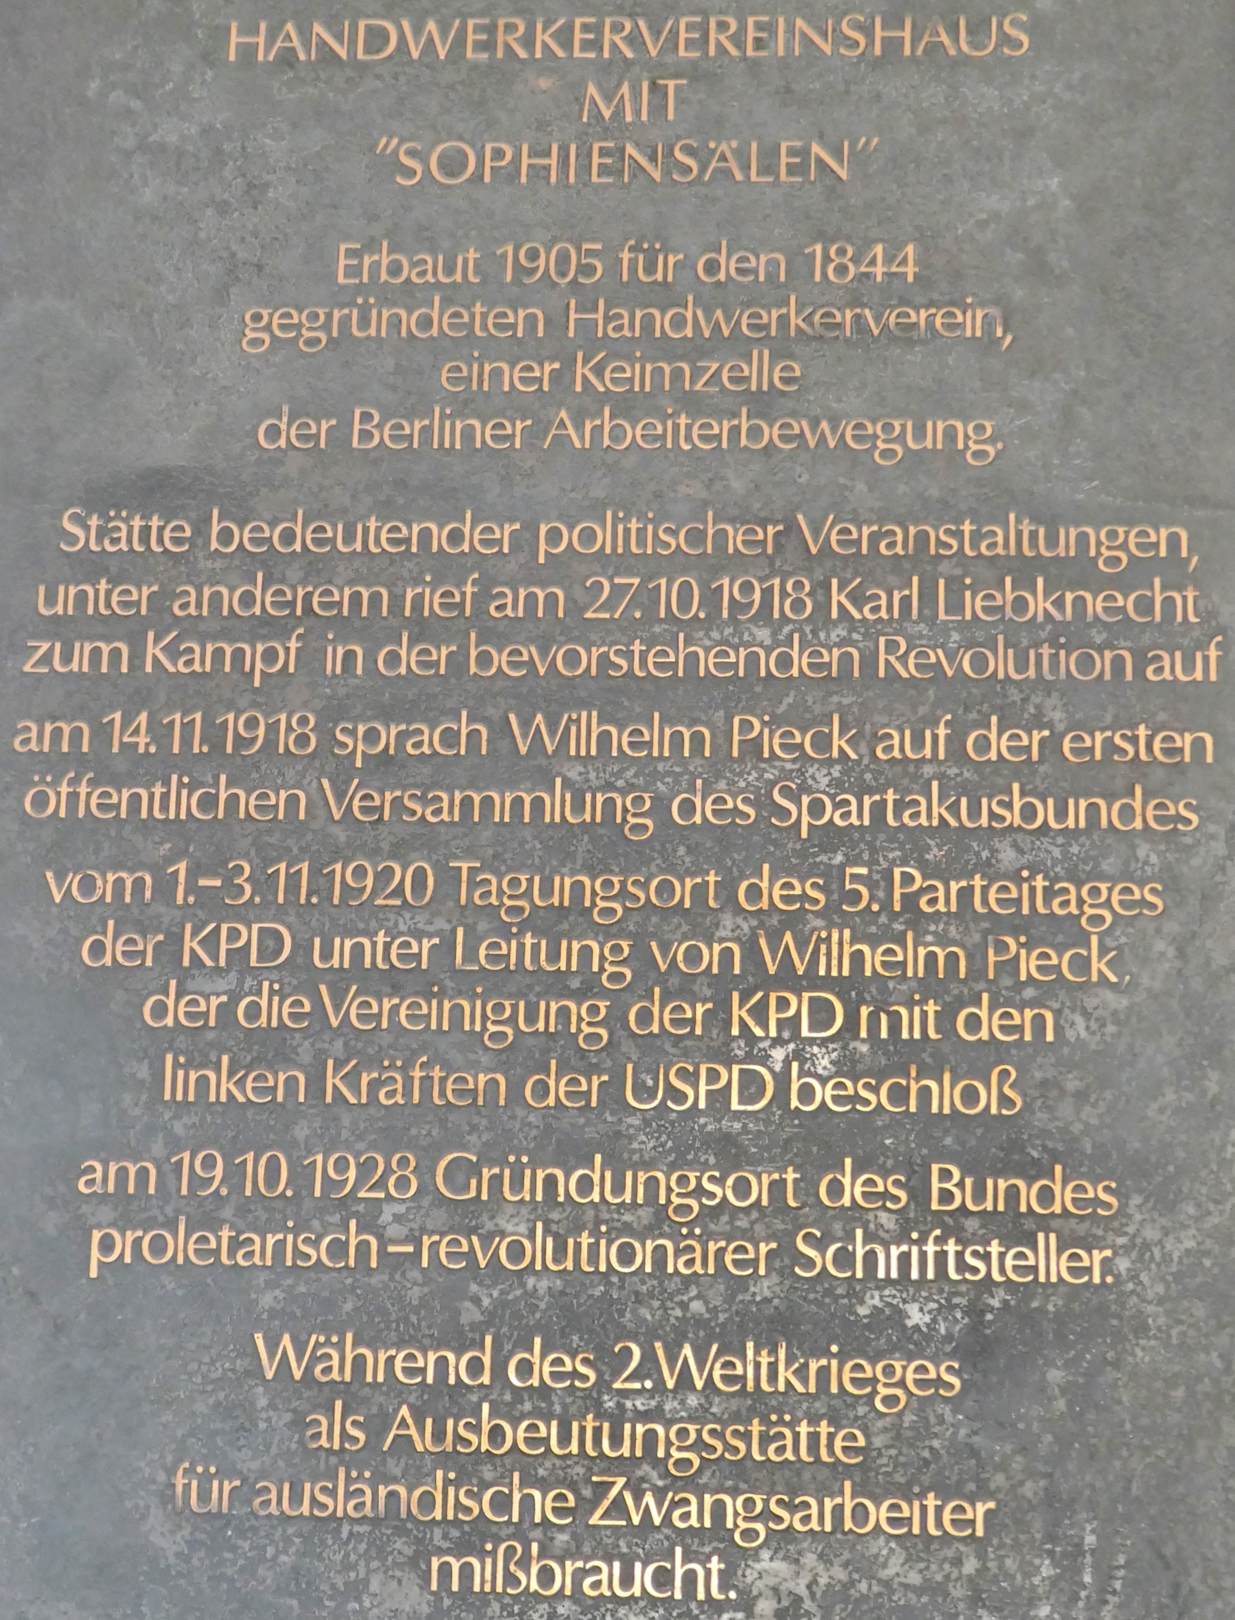 HANDWERKERVEREINSHAUS
MIT
"SOPHIENSÄLEN"
Erbaut 1905 für den 1844
gegründeten Handwerkerverein,
einer Keimzelle
der Berliner Arbeiterbewegung.
Stätte bedeutender politischer Veranstaltungen,
unter anderem rief am 27.10.1918 Karl Liebknecht
zum Kampf in der bevorstehenden Revolution auf
am 14.11.1918 sprach Wilhelm Pieck auf der ersten
öffentlichen Versammlung des Spartakusbundes
vom 1.-3.11.1920 Tagungsort des 5. Parteitages
der KPD unter Leitung von Wilhelm Pieck,
der die Vereinigung der KPD mit den
linken Kräften der USPD beschloß
am 19.10.1928 Gründungsort des Bundes
proletarisch-revolutionärer Schriftsteller.
Während des 2. Weltkrieges
als Ausbeutungsstätte
für ausländische Zwangsarbeiter
mißbraucht.